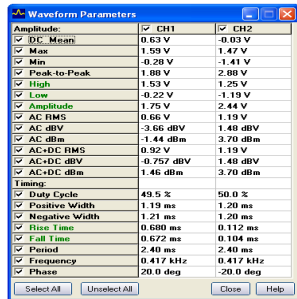 Waveform Parameters
Amplitude: CH1 CH2
DC Mean 0.63 V -0.03 V
Max 1.59 V 1.47 V
Min -0.28 V -1.41 V
Peak-to-Peak 1.88 V 2.88 V
High 1.53 V 1.25 V
Low -0.22 V -1.19 V
Amplitude 1.75 V 2.44 V
AC RMS 0.66 V 1.19 V
AC dBV -3.66 dBV 1.48 dBV
AC dBm -1.44 dBm 3.70 dBm
AC+DC RMS 0.92 V 1.19 V
AC+DC dBV -0.757 dBV 1.48 dBV
AC+DC dBm 1.46 dBm 3.70 dBm
Timing:
Duty Cycle 49.5 % 50.0 %
Positive Width 1.19 ms 1.20 ms
Negative Width 1.21 ms 1.20 ms
Rise Time 0.680 ms 0.112 ms
Fall Time 0.672 ms 0.104 ms
Period 2.40 ms 2.40 ms
Frequency 0.417 kHz 0.417 kHz
Phase 20.0 deg -20.0 deg
Select All Unselect All Close Help